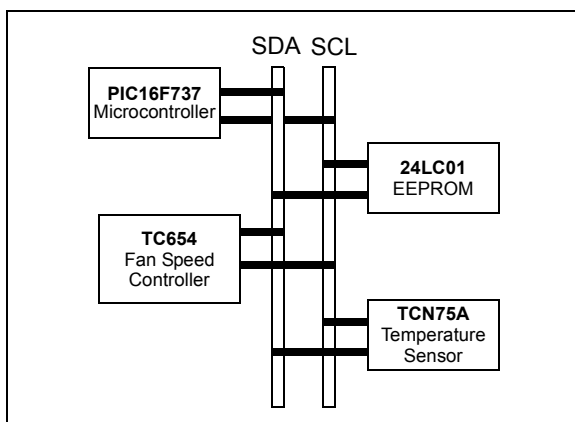 SDA SCL
PIC16F737
Microcontroller
24LC01
EEPROM
TC654
Fan Speed
Controller
TCN75A
Temperature
Sensor